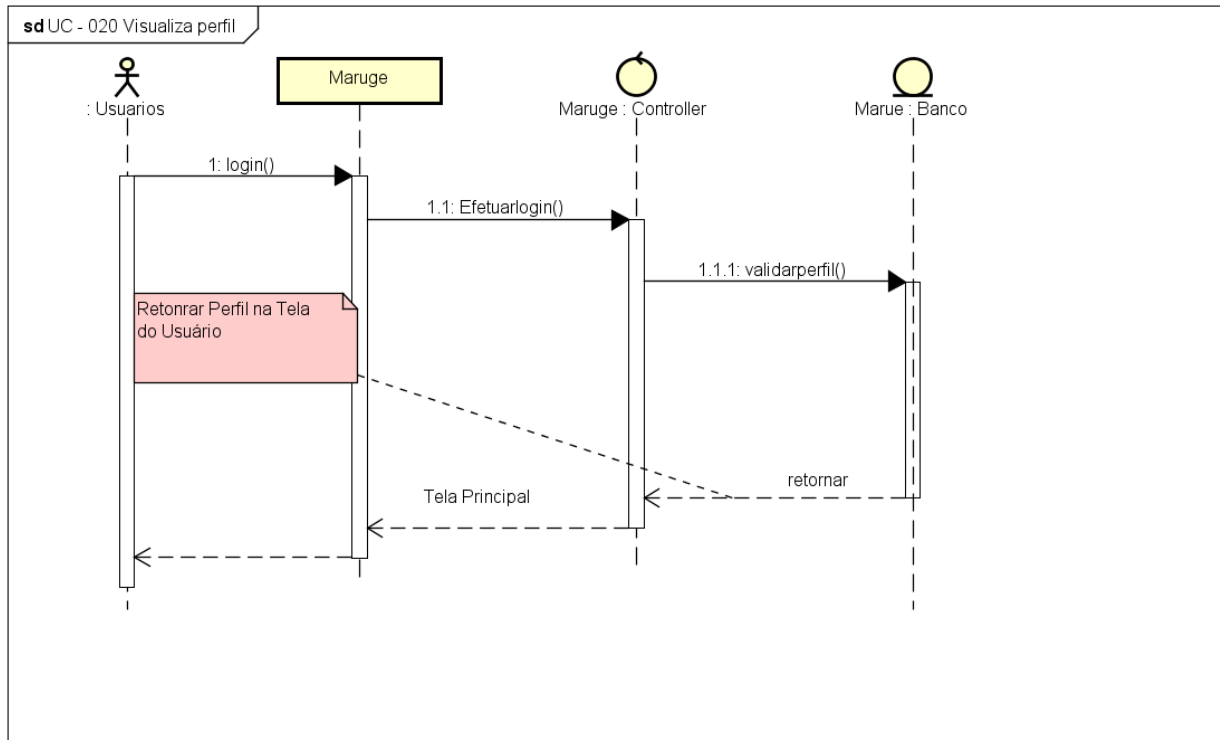 sd UC - 020 Visualiza perfil
: Usuarios
Maruge
Maruge : Controller
Marue : Banco
1: login()
1.1: Efetuarlogin()
1.1.1: validarperfil()
Retonrar Perfil na Tela
do Usuário
retornar
Tela Principal